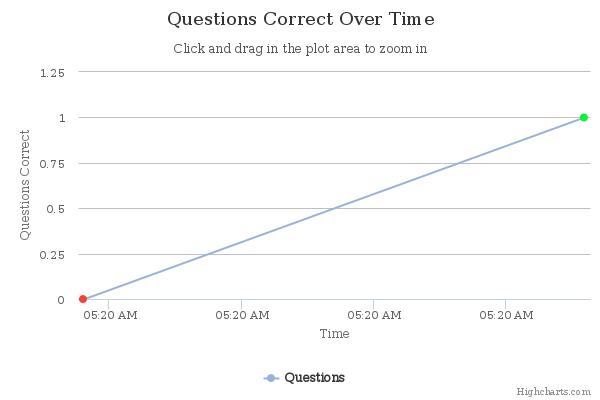 Questions Correct Over Time
Click and drag in the plot area to zoom in
Questions Correct
1.25
1
0.75
0.5
0.25
0
05:20 AM 05:20 AM 05:20 AM 05:20 AM
Time
Questions
Highcharts.com